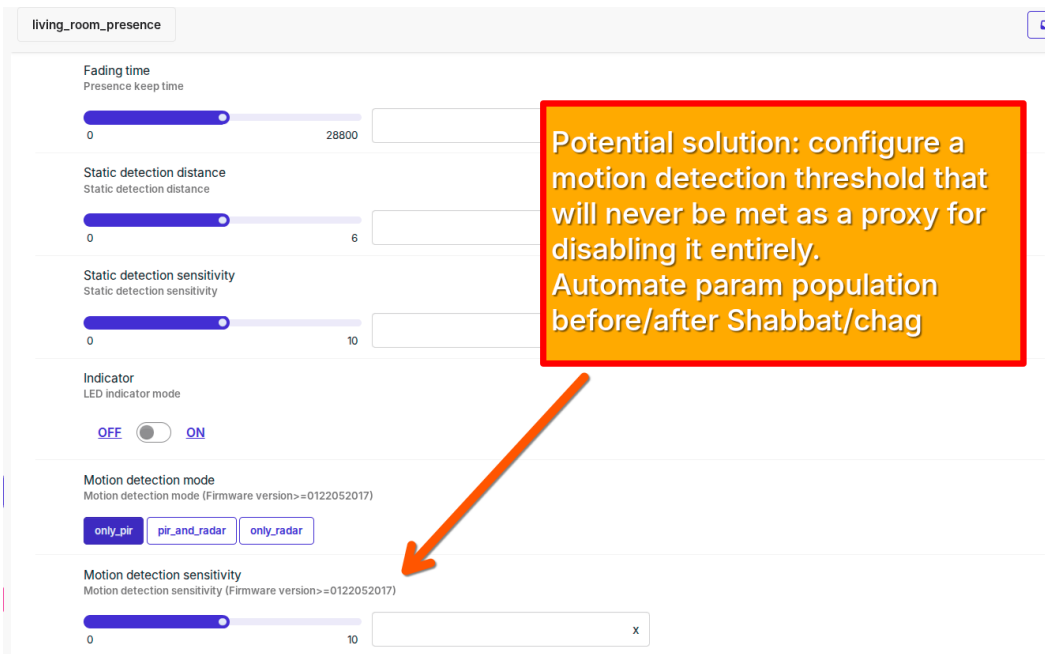 living_room_presence
Fading time
Presence keep time
0 28800
Static detection distance
Static detection distance
0 6
Static detection sensitivity
Static detection sensitivity
0 10
Potential solution: configure a
motion detection threshold that
will never be met as a proxy for
disabling it entirely.
Automate param population
before/after Shabbat/chag
Indicator
LED indicator mode
OFF ON
Motion detection mode
Motion detection mode (Firmware version>=0122052017)
only_pir pir_and_radar only_radar
Motion detection sensitivity
Motion detection sensitivity (Firmware version>=0122052017)
0 10 x